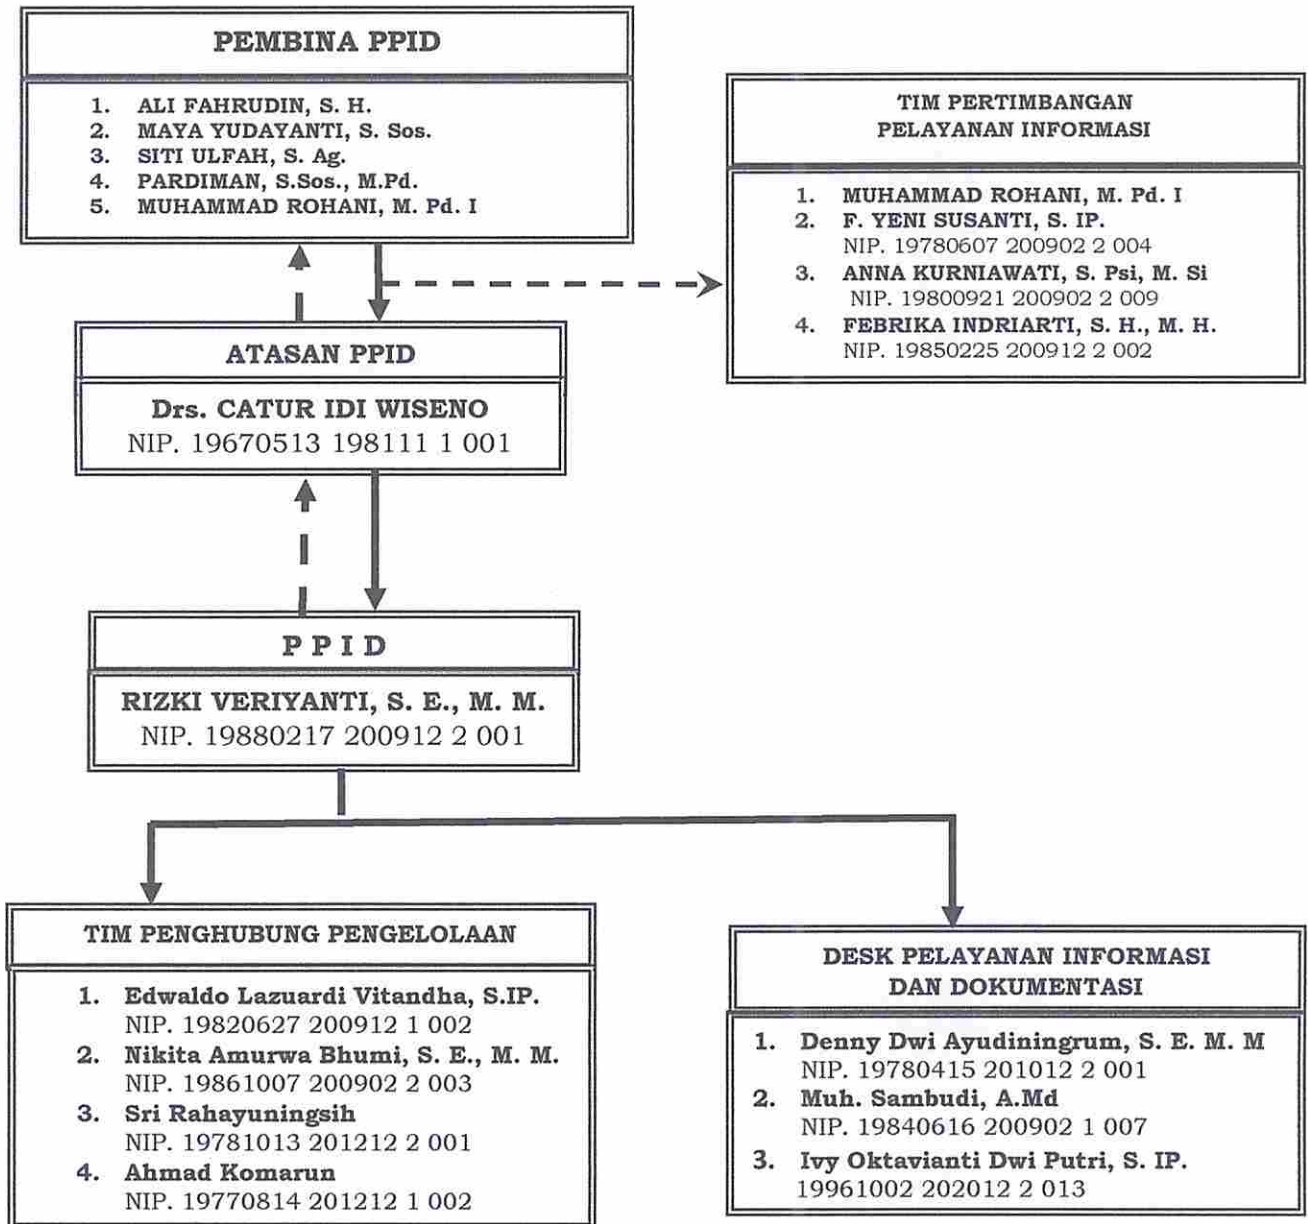 PEMBINA PPID
1. ALI FAHRUDIN, S. H.
2. MAYA YUDAYANTI, S. Sos.
3. SITI ULFAH, S. Ag.
4. PARDIMAN, S.Sos., M.Pd.
5. MUHAMMAD ROHANI, M. Pd. I
TIM PERTIMBANGAN
PELAYANAN INFORMASI
1. MUHAMMAD ROHANI, M. Pd. I
2. F. YENI SUSANTI, S. IP.
NIP. 19780607 200902 2 004
3. ANNA KURNIAWATI, S. Psi, M. Si
NIP. 19800921 200902 2 009
4. FEBRIKA INDRIARTI, S. H., M. H.
NIP. 19850225 200912 2 002
ATASAN PPID
Drs. CATUR IDI WISENO
NIP. 19670513 198111 1 001
P P I D
RIZKI VERIYANTI, S. E., M. M.
NIP. 19880217 200912 2 001
TIM PENGHUBUNG PENGELOLAAN
1. Edwaldo Lazuardi Vitandha, S.IP.
NIP. 19820627 200912 1 002
2. Nikita Amurwa Bhumi, S. E., M. M.
NIP. 19861007 200902 2 003
3. Sri Rahayuningsih
NIP. 19781013 201212 2 001
4. Ahmad Komarun
NIP. 19770814 201212 1 002
DESK PELAYANAN INFORMASI
DAN DOKUMENTASI
1. Denny Dwi Ayudiningrum, S. E. M. M
NIP. 19780415 201012 2 001
2. Muh. Sambudi, A.Md
NIP. 19840616 200902 1 007
3. Ivy Oktavianti Dwi Putri, S. IP.
19961002 202012 2 013